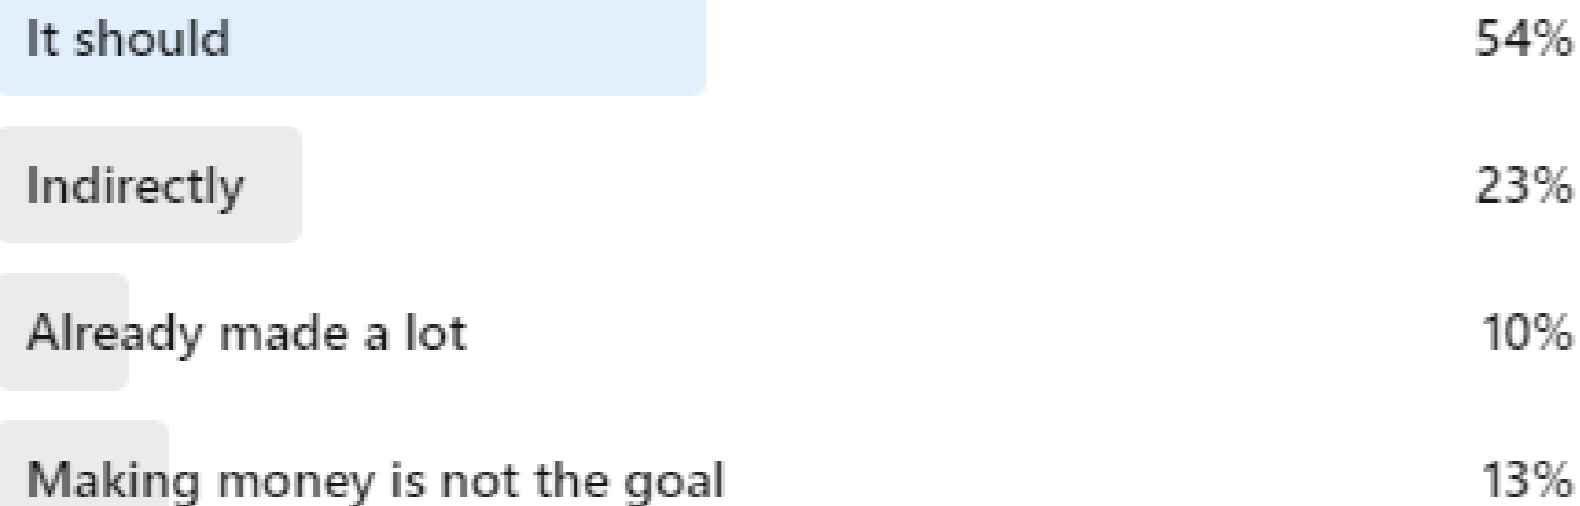 It should 54%
Indirectly 23%
Already made a lot 10%
Making money is not the goal 13%